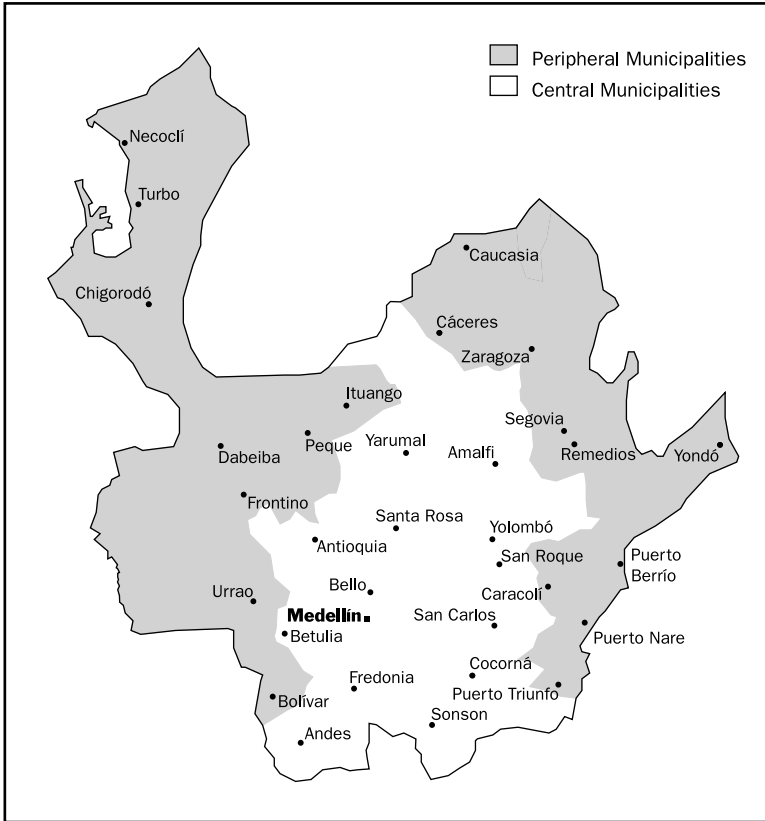 Peripheral Municipalities
Central Municipalities
Necoclí
Turbo
Caucasia
Chigorodó
Cáceres
Zaragoza
Ituango
Segovia
Peque
Yarumal
Dabeiba
Amalfi
Remedios
Yondó
Frontino
Santa Rosa
Yolombó
Antioquia
San Roque
Puerto
Berrío
Bello
Urrao
Caracolí
Medellín
San Carlos
Betulia
Puerto Nare
Cocorná
Fredonia
Puerto Triunfo
Bolívar
Sonson
Andes